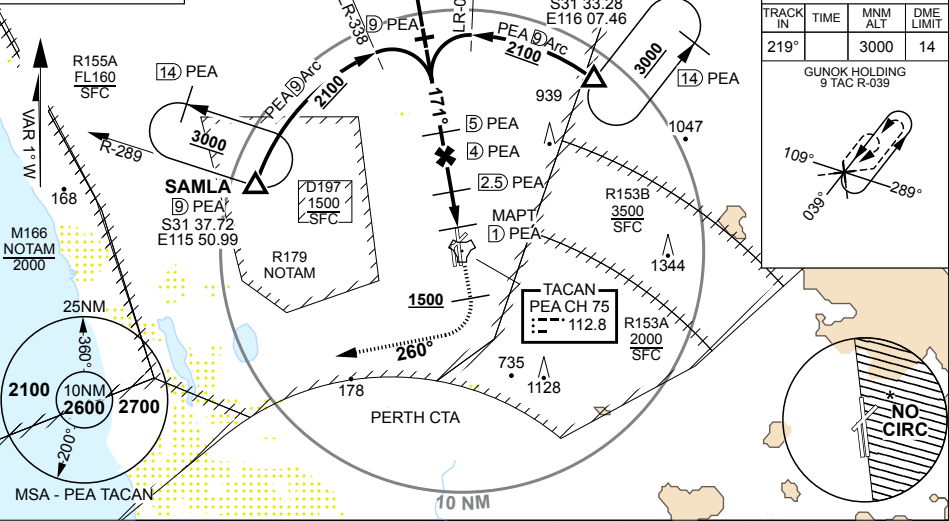 R-338
9 PEA
LR-0
S31 33.28
E116 07.46
TRACK IN
TIME
MNM ALT
DME LIMIT
219°
3000
14
GUNOK HOLDING
9 TAC R-039
109°
289°
039°
R155A
FL160
SFC
14 PEA
PEA 9 Arc
2100
PEA 9 Arc
2100
3000
14 PEA
VAR 1° W
3000
R-289
171°
939
1047
5 PEA
4 PEA
2.5 PEA
MAPT
1 PEA
SAMLA
9 PEA
S31 37.72
E115 50.99
D197
1500
SFC
R153B
3500
SFC
168
M166
NOTAM
2000
R179
NOTAM
1344
1500
TACAN
PEA CH 75
112.8
R153A
2000
SFC
260°
735
1128
178
25NM
360°
2100
10NM
2600
2700
200°
MSA - PEA TACAN
PERTH CTA
10 NM
*
NO
CIRC